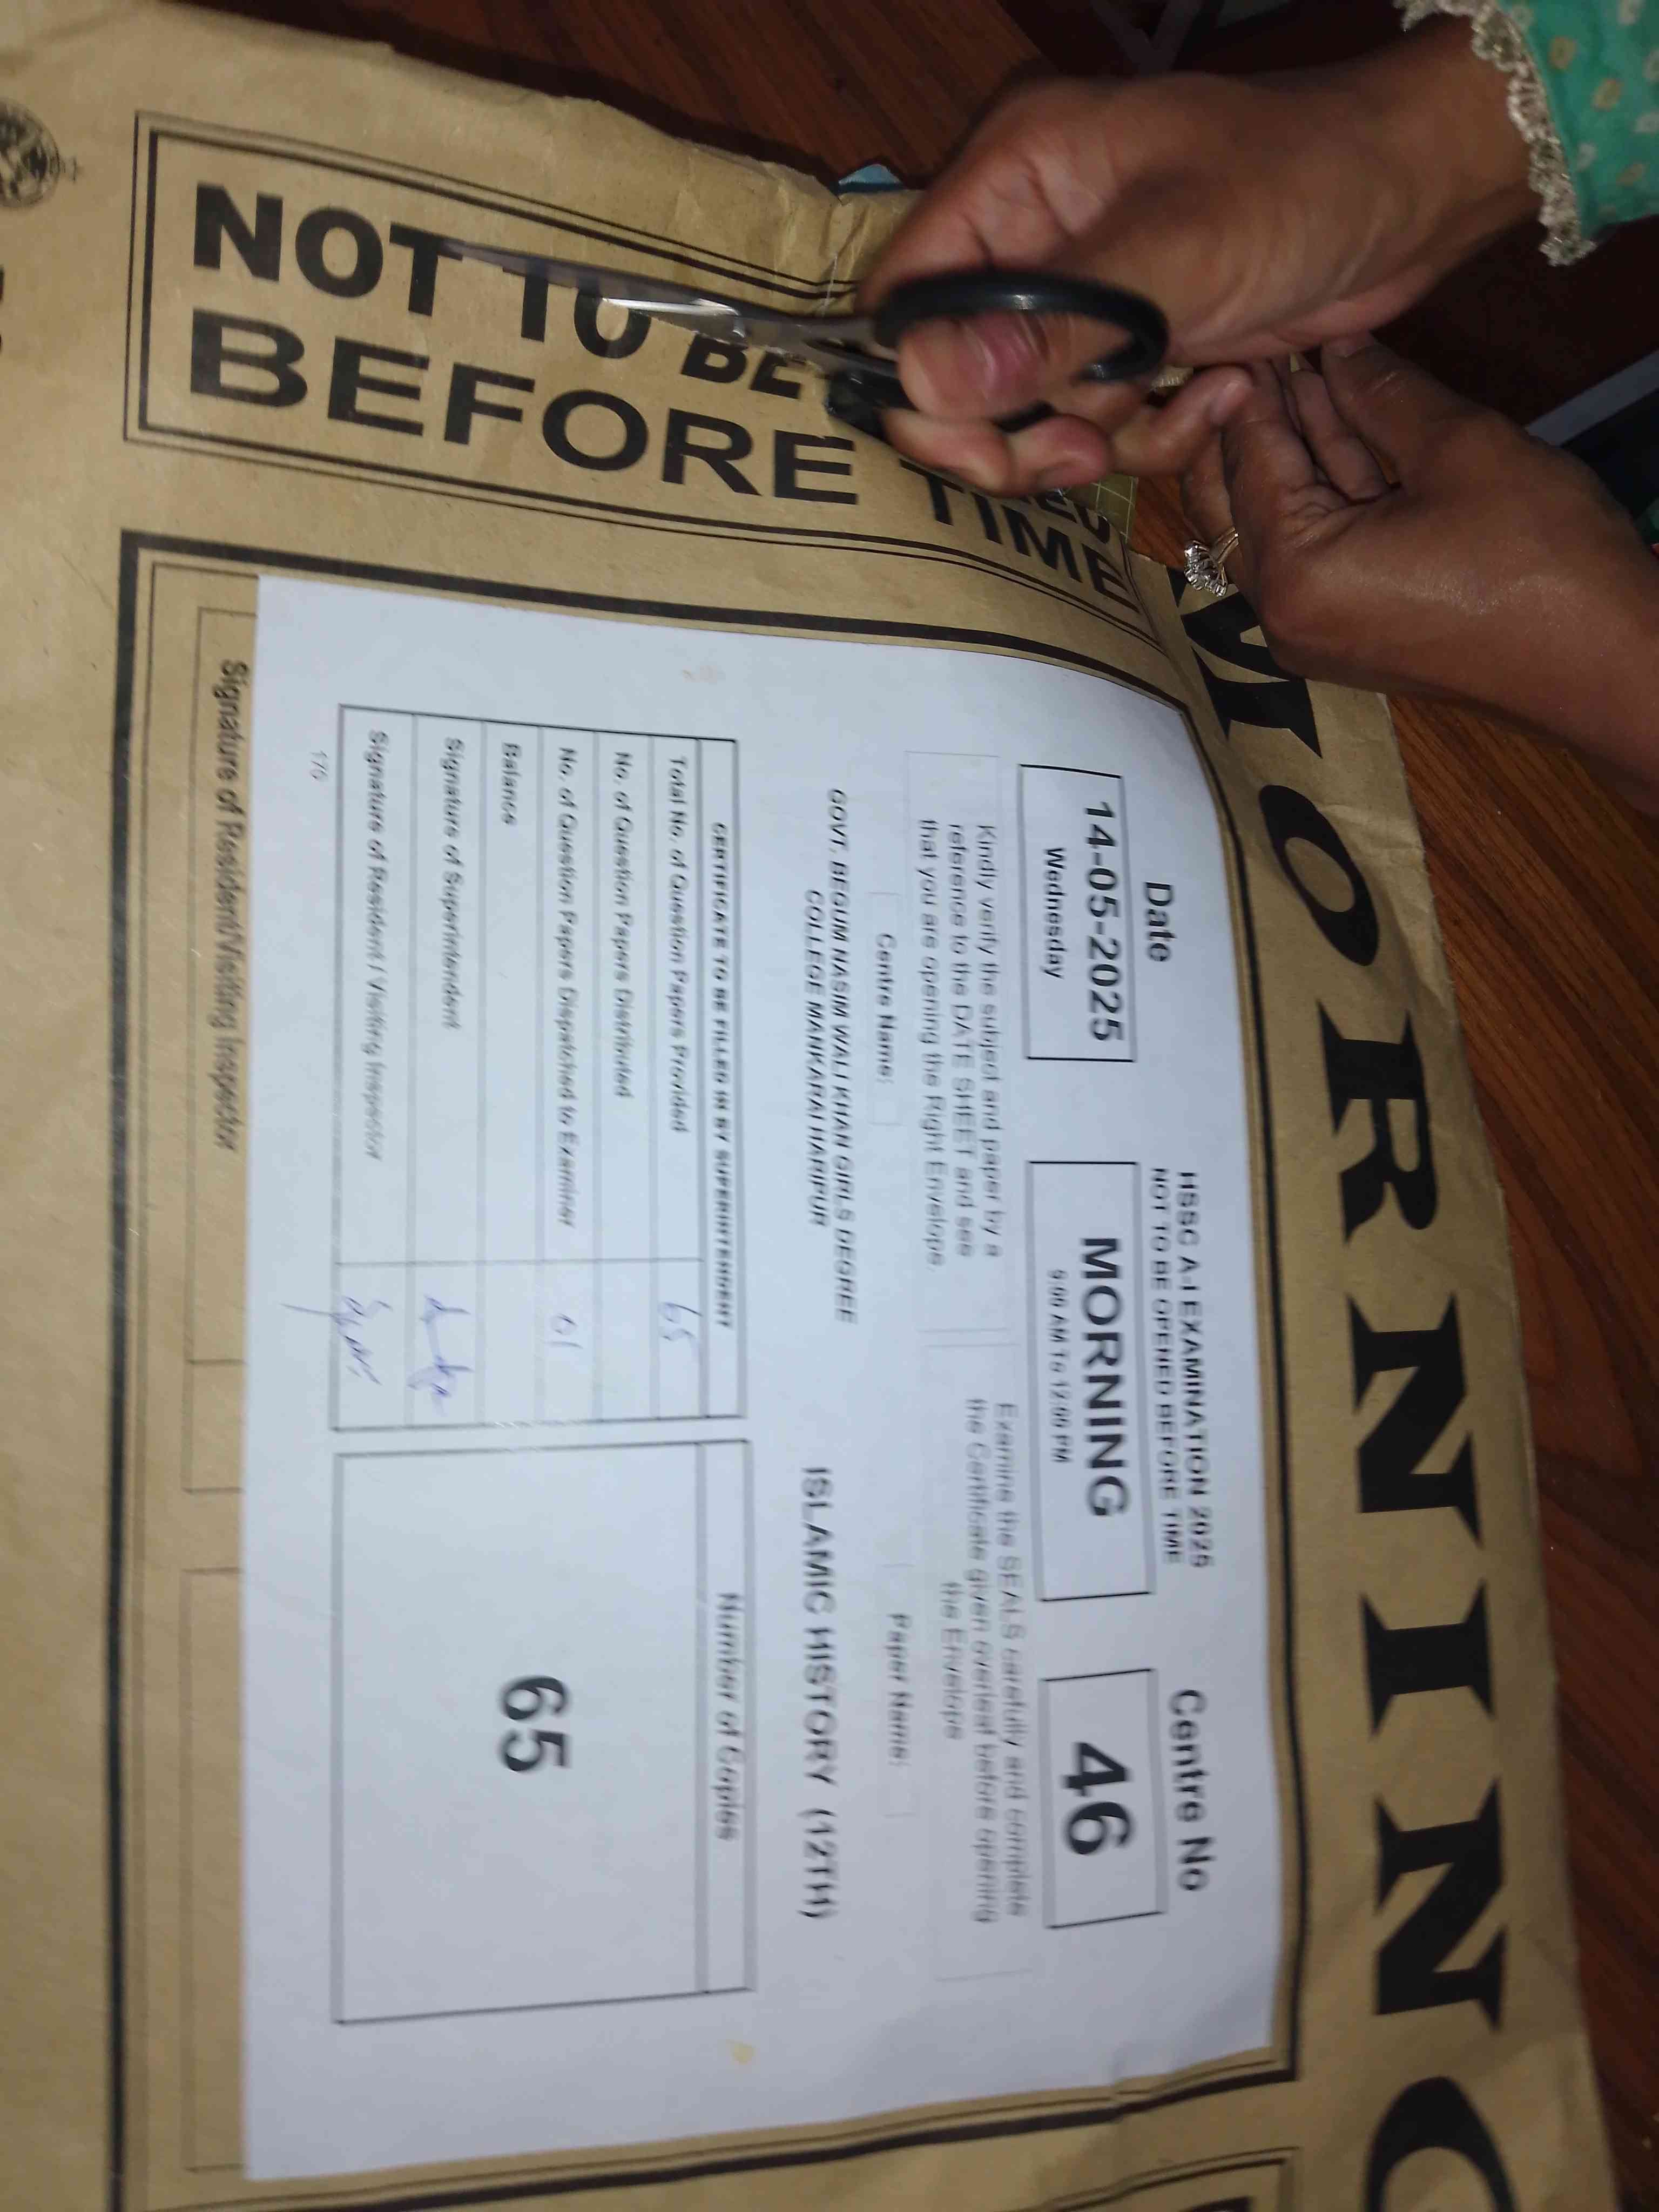 MORNING
NOT TO BE
BEFORE TIME
Date
14-05-2025
Wednesday
HSSC A-I EXAMINATION 2025
NOT TO BE OPENED BEFORE TIME
MORNING
9:00 AM To 12:00 PM
Centre No
46
Kindly verify the subject and paper by a
reference to the DATE SHEET and see
that you are opening the Right Envelope.
Examine the SEALS carefully and complete
the Certificate given overleaf before opening
the Envelope
Centre Name:
GOVT. BEGUM NASIM WALI KHAN GIRLS DEGREE
COLLEGE MANKARAI HARIPUR
Paper Name:
ISLAMIC HISTORY (12TH)
CERTIFICATE TO BE FILLED IN BY SUPERINTENDENT
Total No. of Question Papers Provided 65
No. of Question Papers Distributed
No. of Question Papers Dispatched to Examiner 01
Balance
Signature of Superintendent
Signature of Resident / Visiting Inspector
Number of Copies
65
176
Signature of Resident/Visiting Inspector